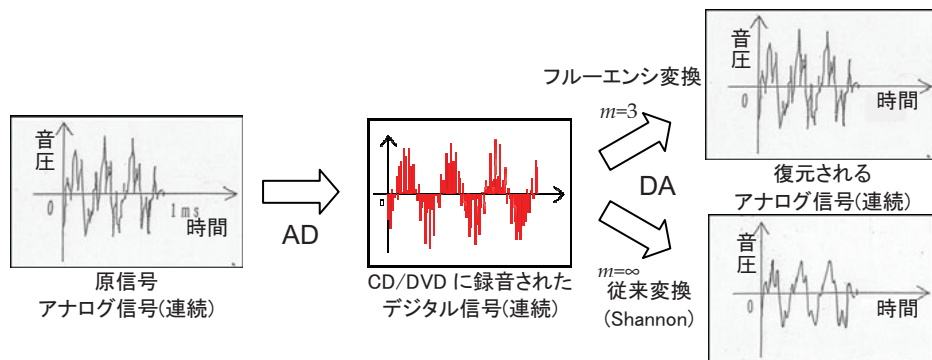 音圧
0
1ms
時間
原信号
アナログ信号(連続)
AD
0
CD/DVD に録音された
デジタル信号(連続)
フルーエンシ変換
m=3
DA
m=∞
従来変換
(Shannon)
音圧
0
時間
復元される
アナログ信号(連続)
音圧
0
時間